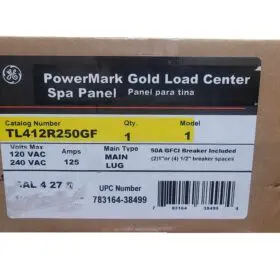 PowerMark Gold Load Center
Spa Panel Panel para tina
Catalog Number Qty. Model
TL412R250GF 1 1
Volts Max Amps Main Type 50A GFCI Breaker Included
120 VAC 125 MAIN (2)1" or (4) 1/2" breaker spaces
240 VAC LUG
UPC Number
783164-38499